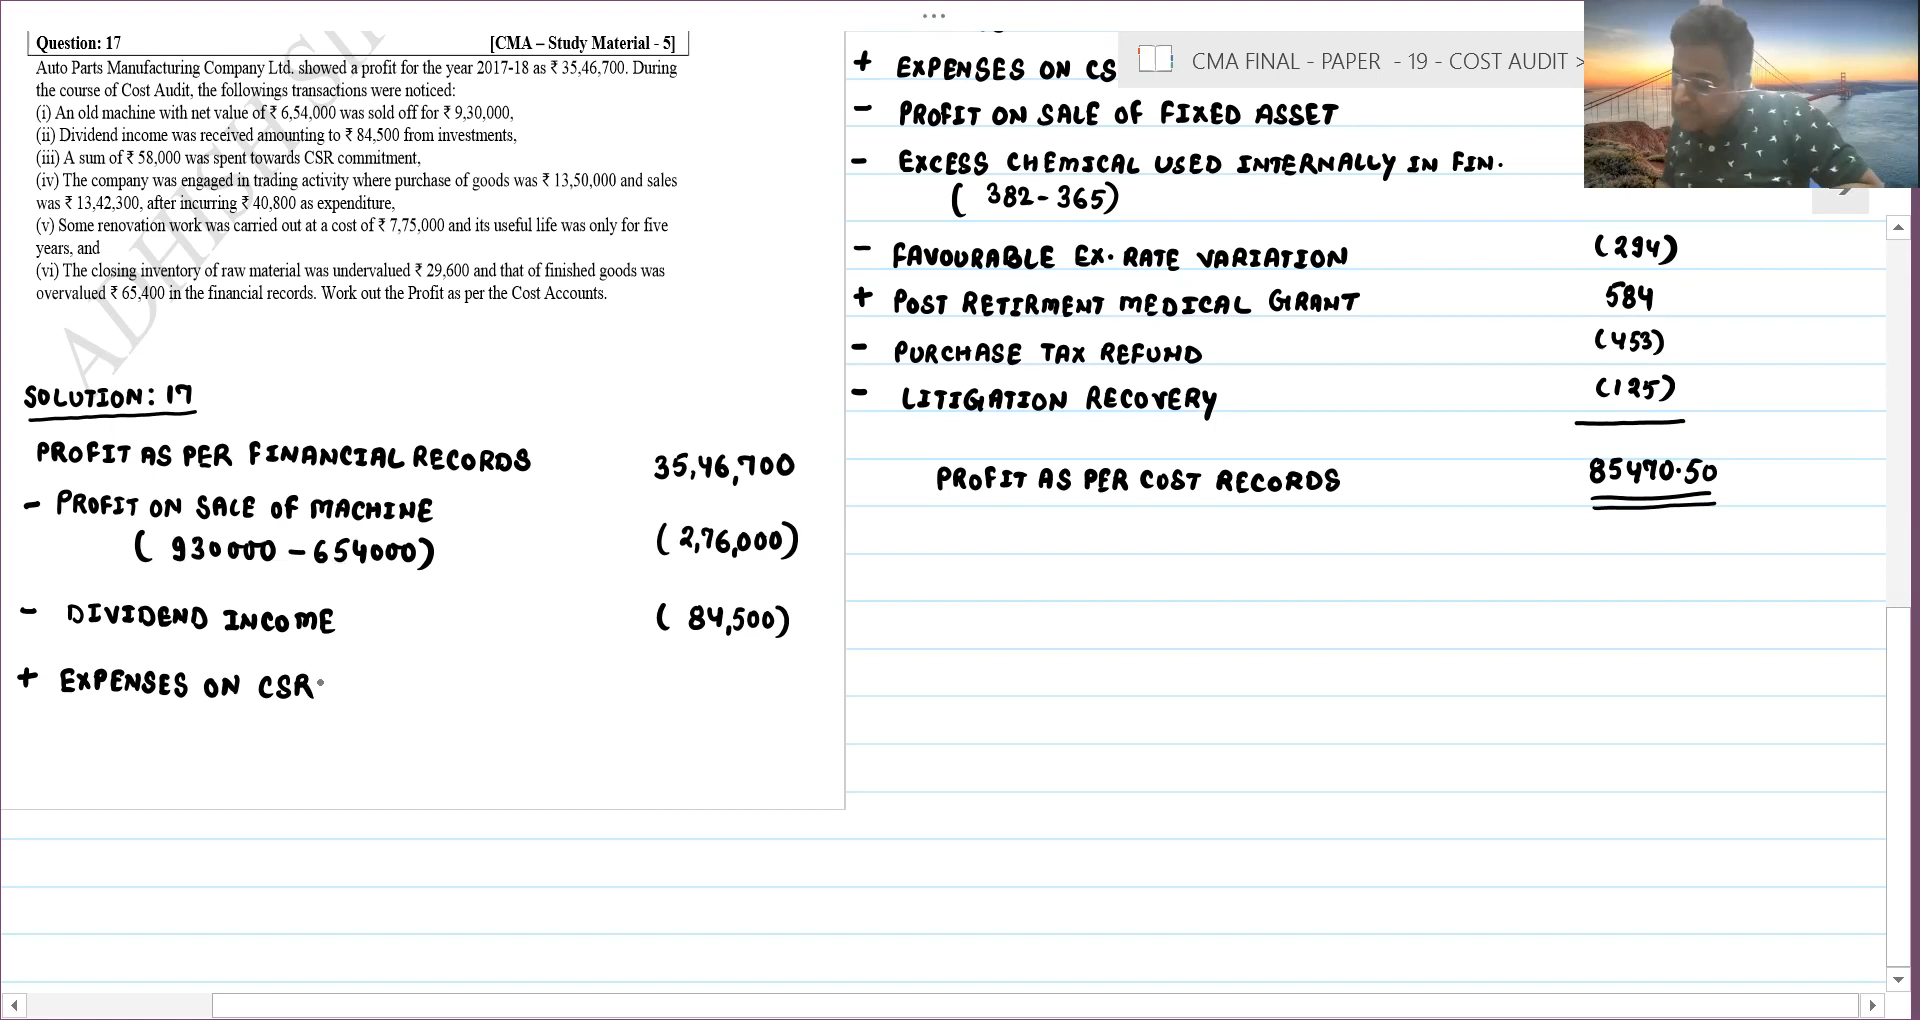 Question: 17 [CMA – Study Material - 5]
Auto Parts Manufacturing Company Ltd. showed a profit for the year 2017-18 as ₹ 35,46,700. During
the course of Cost Audit, the followings transactions were noticed:
(i) An old machine with net value of ₹ 6,54,000 was sold off for ₹ 9,30,000,
(ii) Dividend income was received amounting to ₹ 84,500 from investments,
(iii) A sum of ₹ 58,000 was spent towards CSR commitment,
(iv) The company was engaged in trading activity where purchase of goods was ₹ 13,50,000 and sales
was ₹ 13,42,300, after incurring ₹ 40,800 as expenditure,
(v) Some renovation work was carried out at a cost of ₹ 7,75,000 and its useful life was only for five
years, and
(vi) The closing inventory of raw material was undervalued ₹ 29,600 and that of finished goods was
overvalued ₹ 65,400 in the financial records. Work out the Profit as per the Cost Accounts.
SOLUTION: 17
PROFIT AS PER FINANCIAL RECORDS 35,46,700
- PROFIT ON SALE OF MACHINE
( 930000 - 654000) (2,76,000)
- DIVIDEND INCOME ( 84,500)
+ EXPENSES ON CSR
CMA FINAL - PAPER - 19 - COST AUDIT >
+ EXPENSES ON CS
- PROFIT ON SALE OF FIXED ASSET
- EXCESS CHEMICAL USED INTERNALLY IN FIN.
( 382-365)
- FAVOURABLE EX. RATE VARIATION (294)
+ POST RETIRMENT MEDICAL GRANT 584
- PURCHASE TAX REFUND (453)
- LITIGATION RECOVERY (125)
PROFIT AS PER COST RECORDS 85470.50